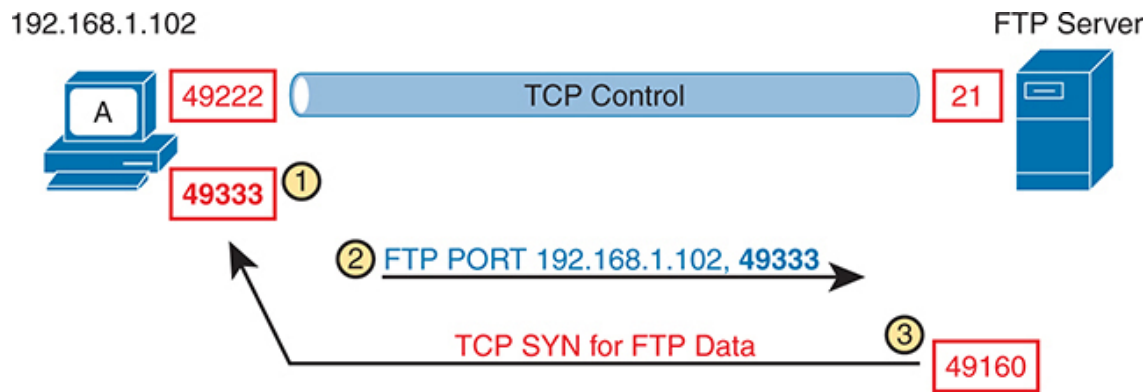 192.168.1.102
FTP Server
A
49222
TCP Control
21
49333
1
2
FTP PORT 192.168.1.102, 49333
TCP SYN for FTP Data
3
49160